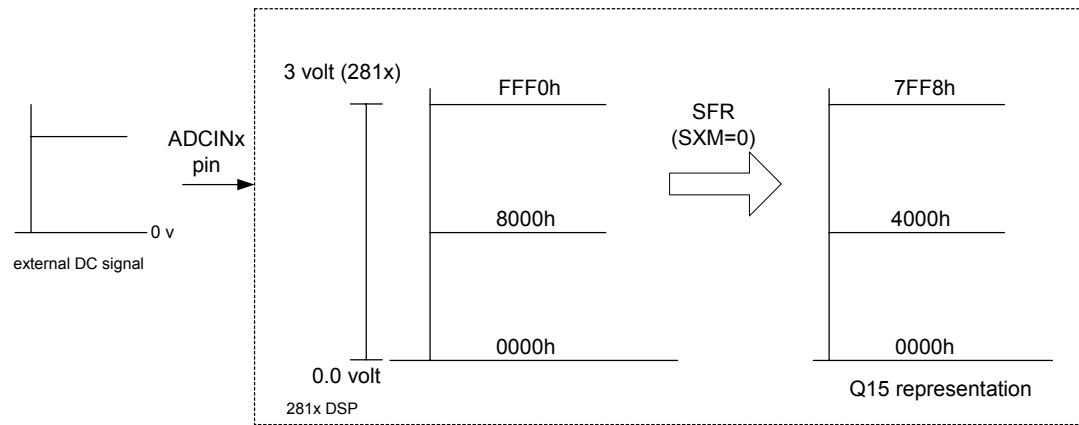 3 volt (281x)
FFF0h
7FF8h
SFR
(SXM=0)
ADCINx
pin
8000h
4000h
0 v
external DC signal
0000h
0000h
0.0 volt
Q15 representation
281x DSP